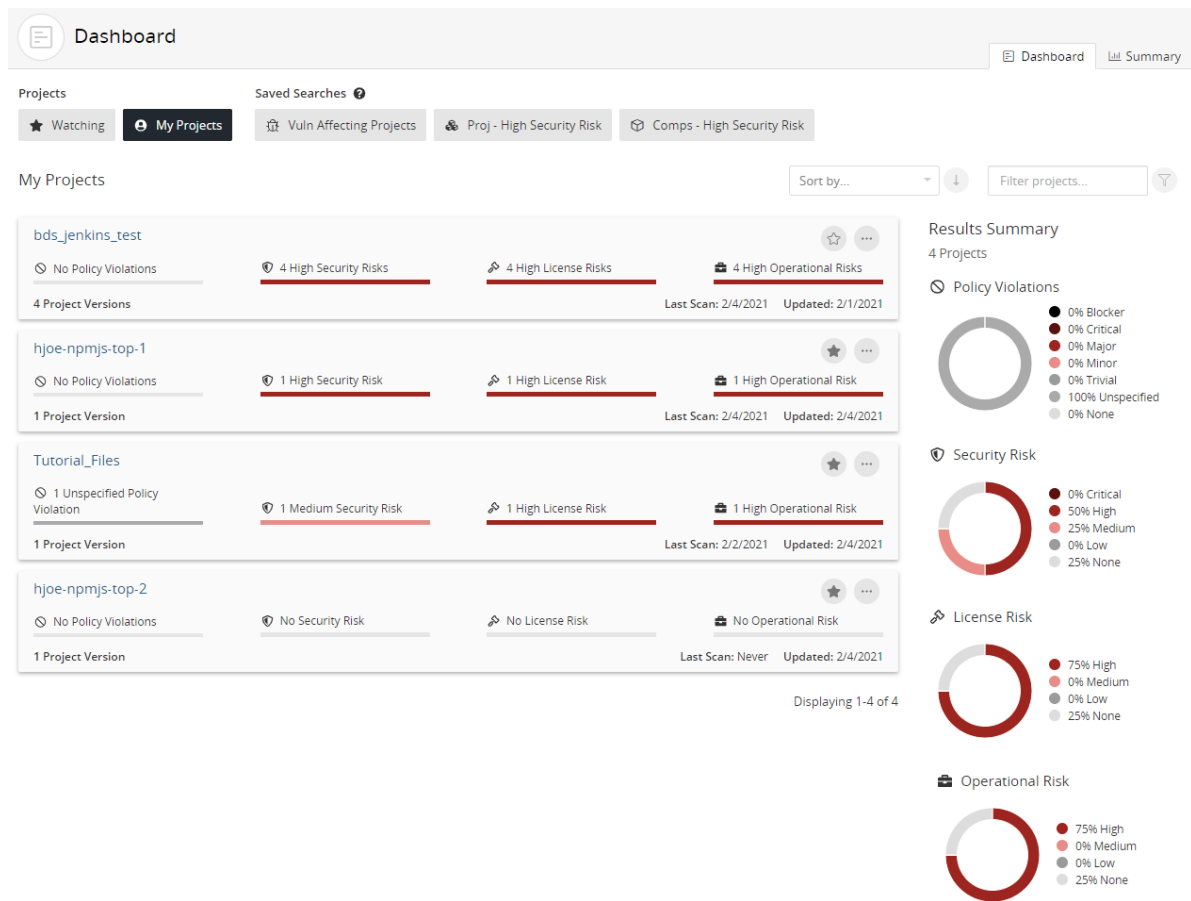 Dashboard
Dashboard Summary
Projects Saved Searches
Watching My Projects Vuln Affecting Projects Proj - High Security Risk Comps - High Security Risk
My Projects Sort by... Filter projects...
bds_jenkins_test
No Policy Violations 4 High Security Risks 4 High License Risks 4 High Operational Risks
4 Project Versions Last Scan: 2/4/2021 Updated: 2/1/2021
hjoe-npmjs-top-1
No Policy Violations 1 High Security Risk 1 High License Risk 1 High Operational Risk
1 Project Version Last Scan: 2/4/2021 Updated: 2/4/2021
Tutorial_Files
1 Unspecified Policy
Violation 1 Medium Security Risk 1 High License Risk 1 High Operational Risk
1 Project Version Last Scan: 2/2/2021 Updated: 2/4/2021
hjoe-npmjs-top-2
No Policy Violations No Security Risk No License Risk No Operational Risk
1 Project Version Last Scan: Never Updated: 2/4/2021
Displaying 1-4 of 4
Results Summary
4 Projects
Policy Violations
0% Blocker
0% Critical
0% Major
0% Minor
0% Trivial
100% Unspecified
0% None
Security Risk
0% Critical
50% High
25% Medium
0% Low
25% None
License Risk
75% High
0% Medium
0% Low
25% None
Operational Risk
75% High
0% Medium
0% Low
25% None